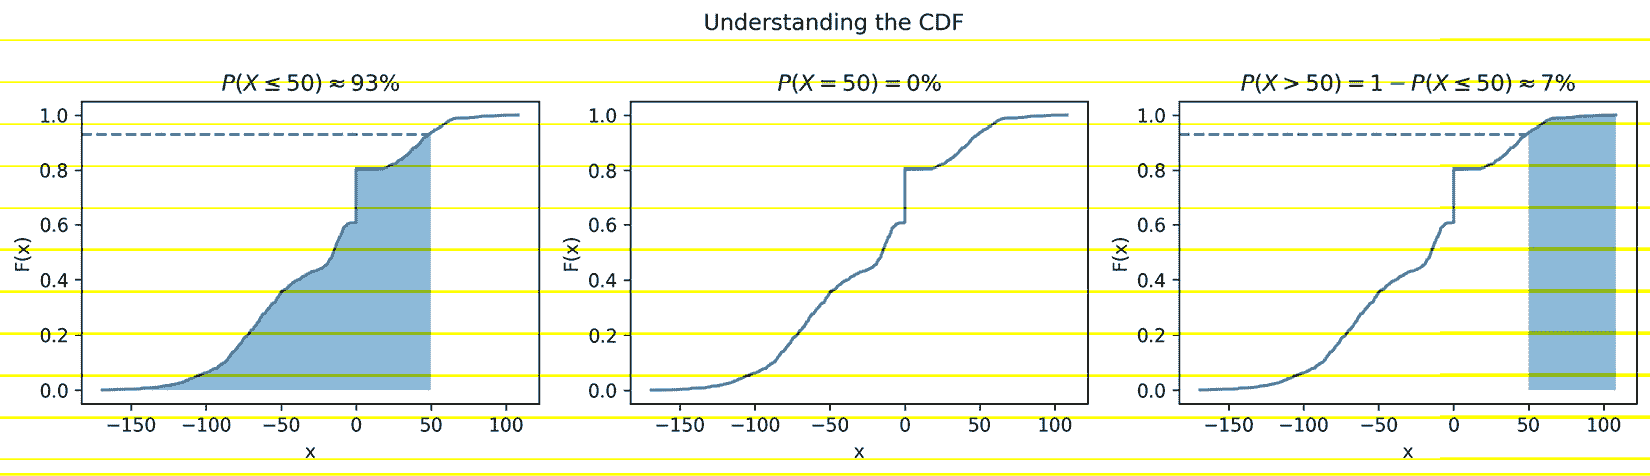 Understanding the CDF
P(X ≤ 50) ≈ 93%
1.0
0.8
0.6
0.4
0.2
0.0
F(x)
−150 −100 −50 0 50 100
x
P(X = 50) = 0%
1.0
0.8
0.6
0.4
0.2
0.0
F(x)
−150 −100 −50 0 50 100
x
P(X > 50) = 1 − P(X ≤ 50) ≈ 7%
1.0
0.8
0.6
0.4
0.2
0.0
F(x)
−150 −100 −50 0 50 100
x